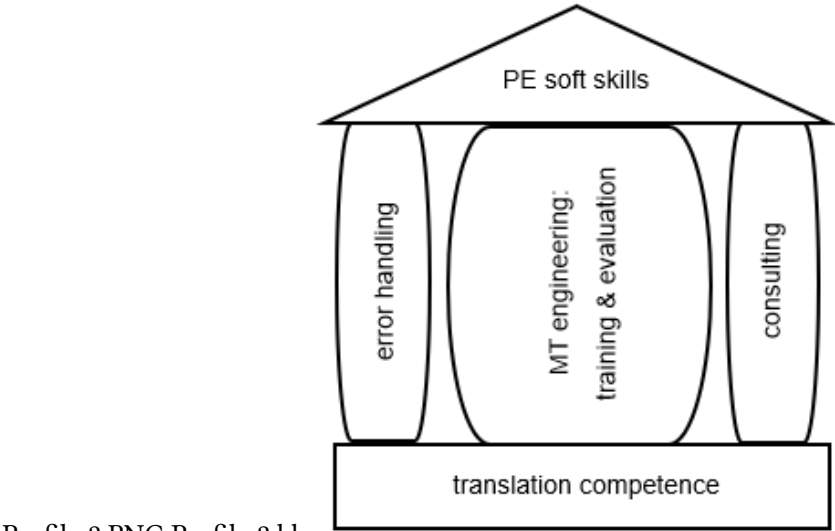 PE soft skills
error handling
MT engineering:
training & evaluation
consulting
translation competence